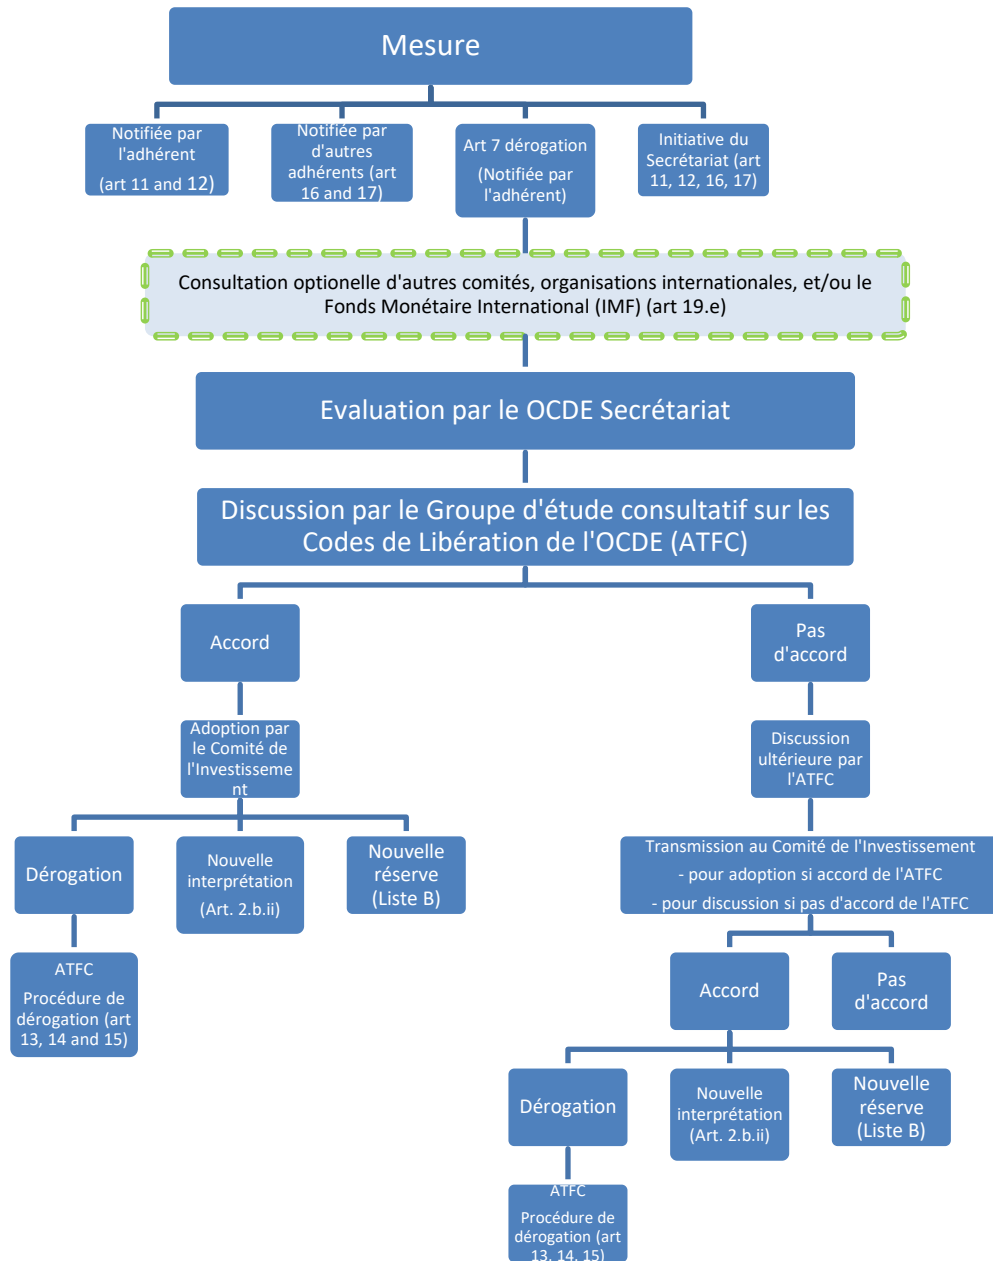 Mesure
Notifiée par
l'adhérent
(art 11 and 12)
Notifiée par
d'autres
adhérents (art
16 and 17)
Art 7 dérogation
(Notifiée par
l'adhérent)
Initiative du
Secrétariat (art
11, 12, 16, 17)
Consultation optionelle d'autres comités, organisations internationales, et/ou le
Fonds Monétaire International (IMF) (art 19.e)
Evaluation par le OCDE Secrétariat
Discussion par le Groupe d'étude consultatif sur les
Codes de Libération de l'OCDE (ATFC)
Accord
Pas
d'accord
Adoption par
le Comité de
l'Investisseme
nt
Discussion
ultérieure par
l'ATFC
Dérogation
Nouvelle
interprétation
(Art. 2.b.ii)
Nouvelle
réserve
(Liste B)
Transmission au Comité de l'Investissement
- pour adoption si accord de l'ATFC
- pour discussion si pas d'accord de l'ATFC
ATFC
Procédure de
dérogation (art
13, 14 and 15)
Accord
Pas
d'accord
Dérogation
Nouvelle
interprétation
(Art. 2.b.ii)
Nouvelle
réserve
(Liste B)
ATFC
Procédure de
dérogation (art
13, 14, 15)